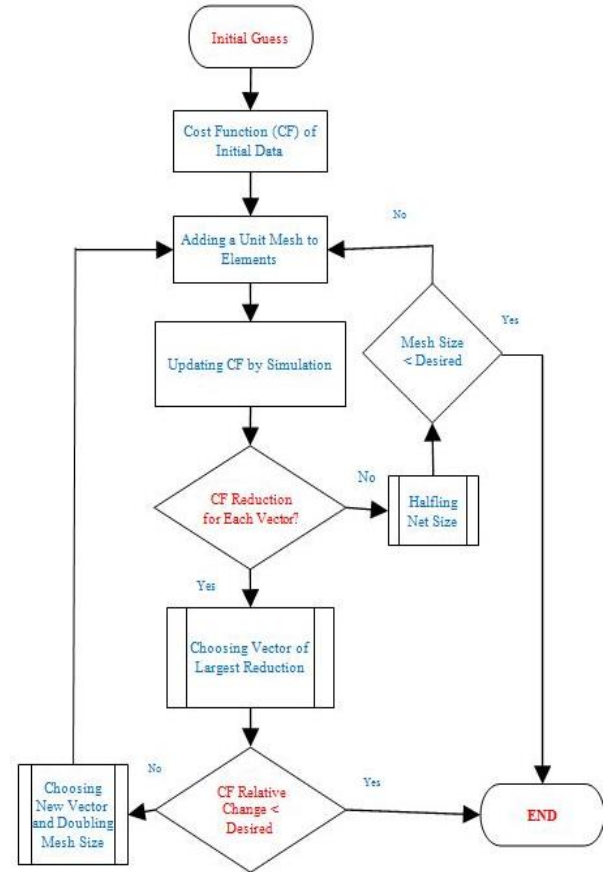 Initial Guess
Cost Function (CF) of
Initial Data
No
Adding a Unit Mesh to
Elements
Yes
Mesh Size
< Desired
Updating CF by Simulation
No
CF Reduction
for Each Vector?
Halfling
Net Size
Yes
Choosing Vector of
Largest Reduction
No
Choosing
New Vector
and Doubling
Mesh Size
CF Relative
Change <
Desired
Yes
END